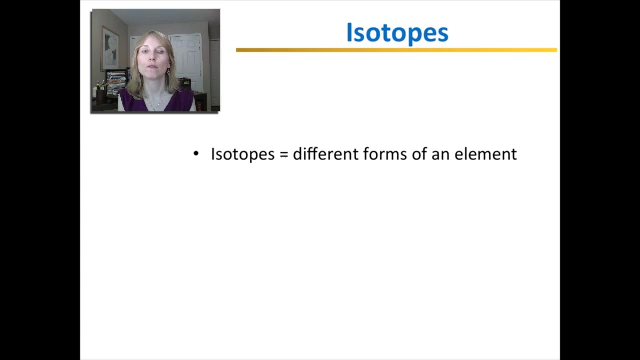 Isotopes
• Isotopes = different forms of an element